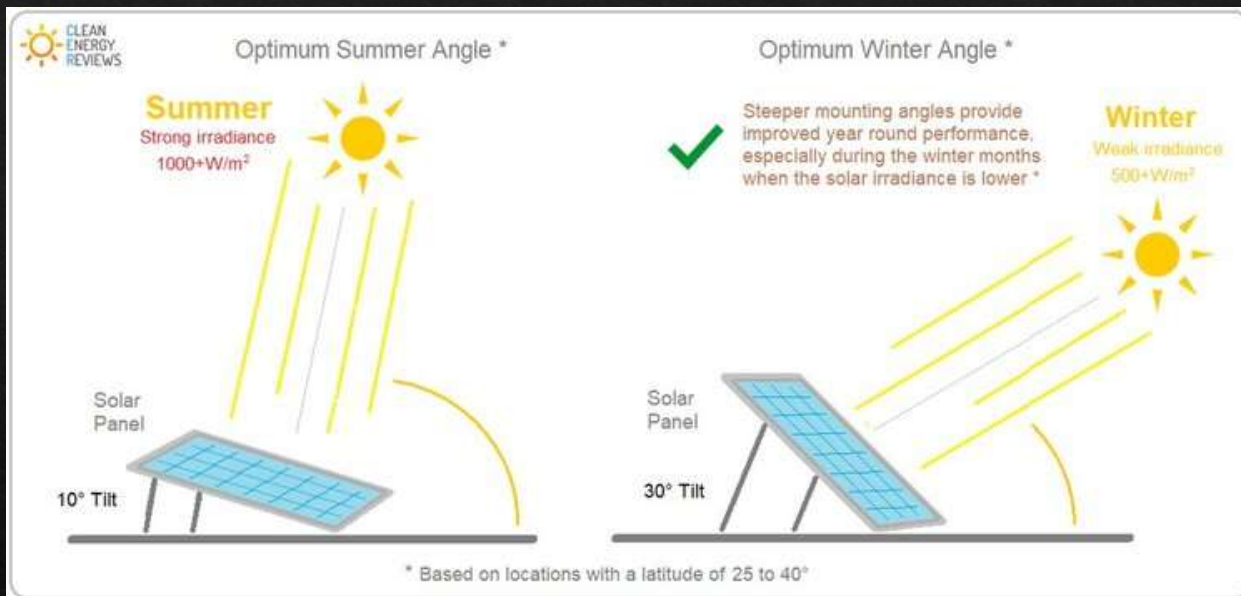 CLEAN
ENERGY
REVIEWS
Optimum Summer Angle *
Summer
Strong irradiance
1000+W/m²
Solar
Panel
10° Tilt
Optimum Winter Angle *
Steeper mounting angles provide
improved year round performance,
especially during the winter months
when the solar irradiance is lower *
Winter
Weak irradiance
500+W/m²
Solar
Panel
30° Tilt
* Based on locations with a latitude of 25 to 40°